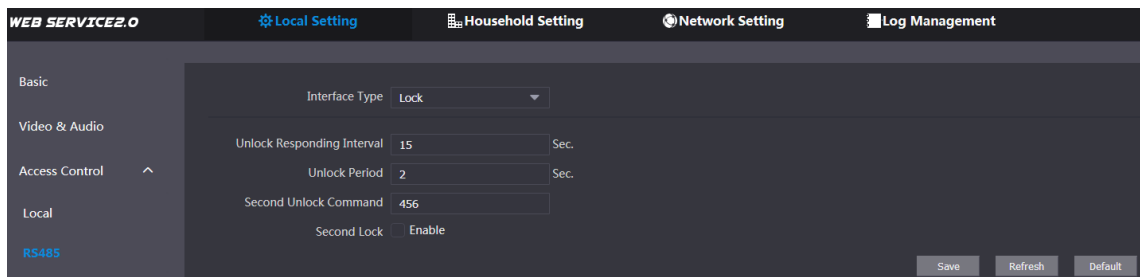 WEB SERVICE2.0 Local Setting Household Setting Network Setting Log Management
Basic
Video & Audio
Access Control
Local
RS485
Interface Type Lock
Unlock Responding Interval 15 Sec.
Unlock Period 2 Sec.
Second Unlock Command 456
Second Lock Enable
Save Refresh Default